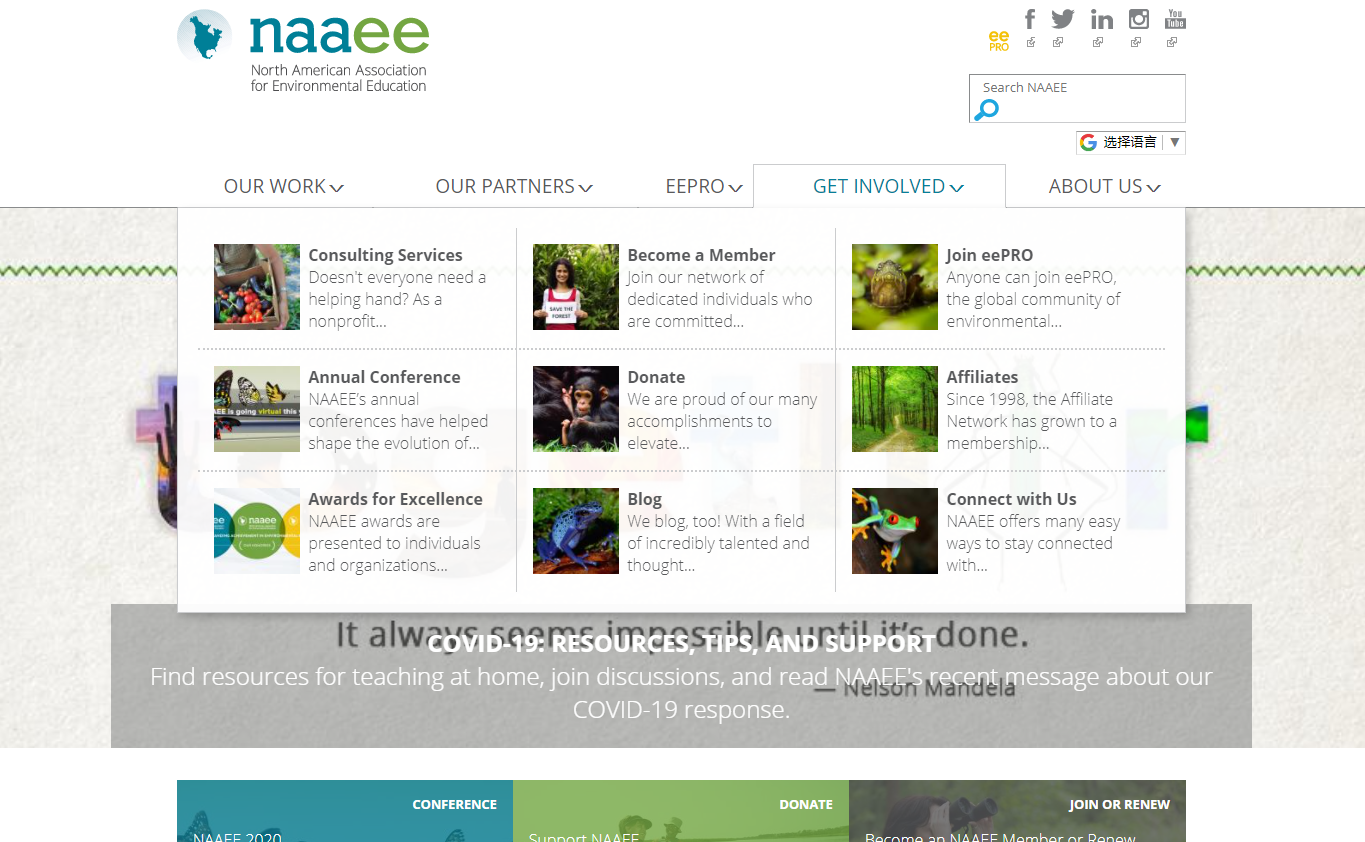 naaee
North American Association
for Environmental Education
ee
PRO
You
Tube
Search NAAEE
选择语言 ▼
OUR WORK
OUR PARTNERS
EEPRO
GET INVOLVED
ABOUT US
Consulting Services
Doesn't everyone need a
helping hand? As a
nonprofit...
Become a Member
Join our network of
dedicated individuals who
are committed...
SAVE THE
FOREST
Join eePRO
Anyone can join eePRO,
the global community of
environmental...
Annual Conference
NAAEE's annual
conferences have helped
shape the evolution of...
is going virtual this
Donate
We are proud of our many
accomplishments to
elevate...
Affiliates
Since 1998, the Affiliate
Network has grown to a
membership...
Awards for Excellence
NAAEE awards are
presented to individuals
and organizations...
naaee
Blog
We blog, too! With a field
of incredibly talented and
thought...
Connect with Us
NAAEE offers many easy
ways to stay connected
with...
It always seems impossible until it's done.
— Nelson Mandela
COVID-19: RESOURCES, TIPS, AND SUPPORT
Find resources for teaching at home, join discussions, and read NAAEE's recent message about our
COVID-19 response.
CONFERENCE
NAAEE 2020
DONATE
Support NAAEE
JOIN OR RENEW
Become an NAAEE Member or Renew